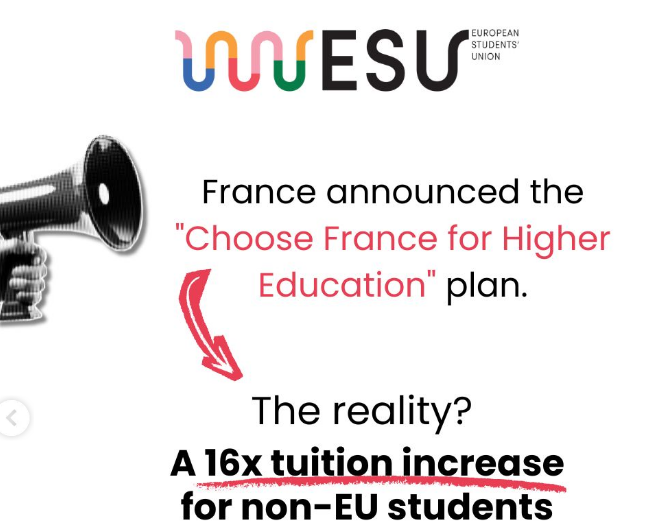 ESU
EUROPEAN
STUDENTS'
UNION
France announced the
"Choose France for Higher
Education" plan.
The reality?
A 16x tuition increase
for non-EU students